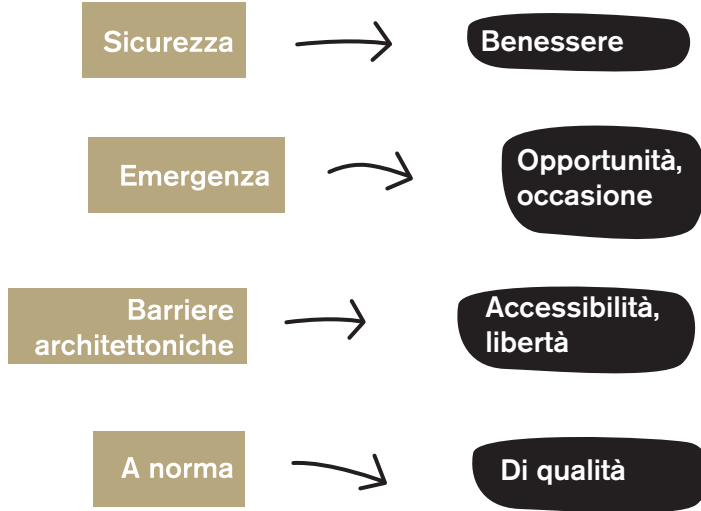 Sicurezza
Benessere
Emergenza
Opportunità,
occasione
Barriere
architettoniche
Accessibilità,
libertà
A norma
Di qualità